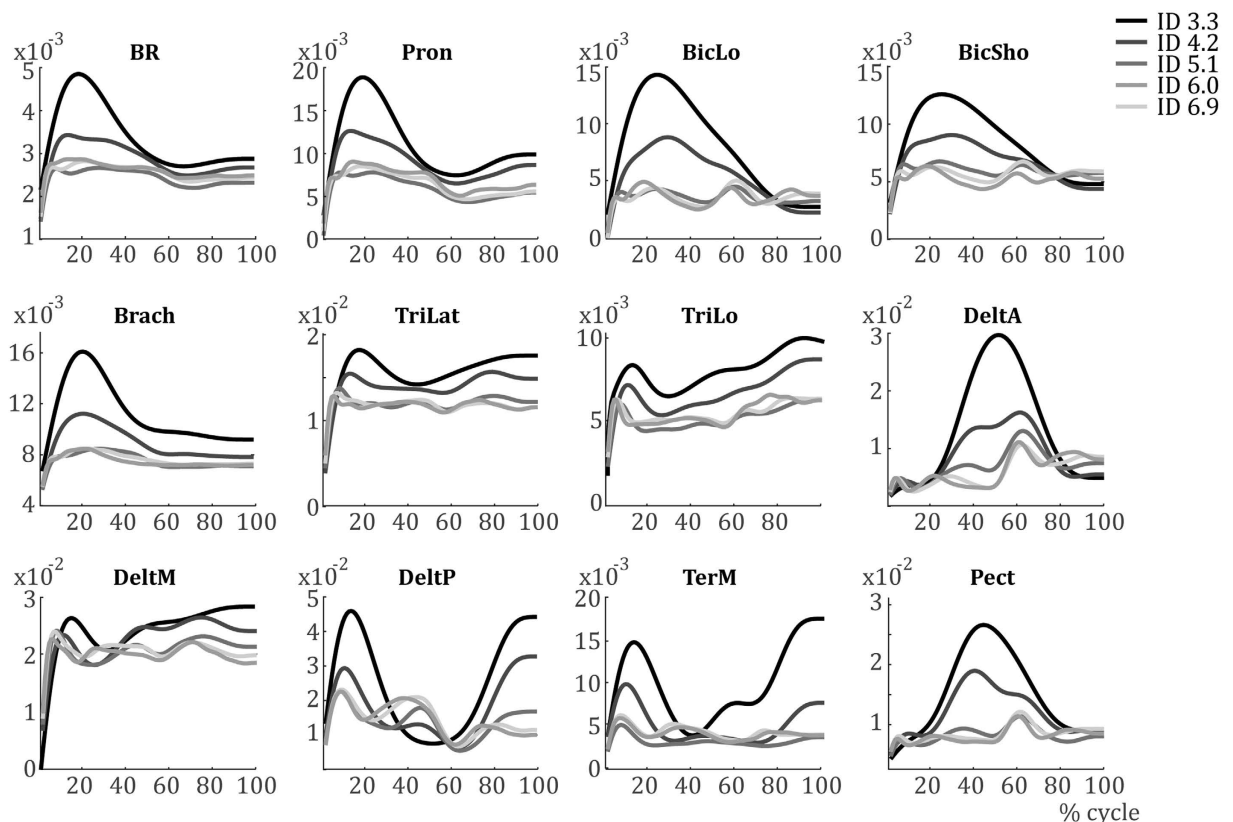 ID 3.3
ID 4.2
ID 5.1
ID 6.0
ID 6.9
x10-3 BR
5
4
3
2
1
20 40 60 80 100
x10-3 Pron
20
15
10
5
0
20 40 60 80 100
x10-3 BicLo
15
10
5
0
20 40 60 80 100
x10-3 BicSho
15
10
5
0
20 40 60 80 100
x10-3 Brach
16
12
8
4
20 40 60 80 100
x10-2 TriLat
2
1
0
20 40 60 80 100
x10-3 TriLo
10
5
0
20 40 60 80 100
x10-2 DeltA
3
2
1
20 40 60 80 100
x10-2 DeltM
3
2
1
0
20 40 60 80 100
x10-2 DeltP
5
4
3
2
1
20 40 60 80 100
x10-3 TerM
20
15
10
5
0
20 40 60 80 100
x10-2 Pect
3
2
1
20 40 60 80 100
% cycle